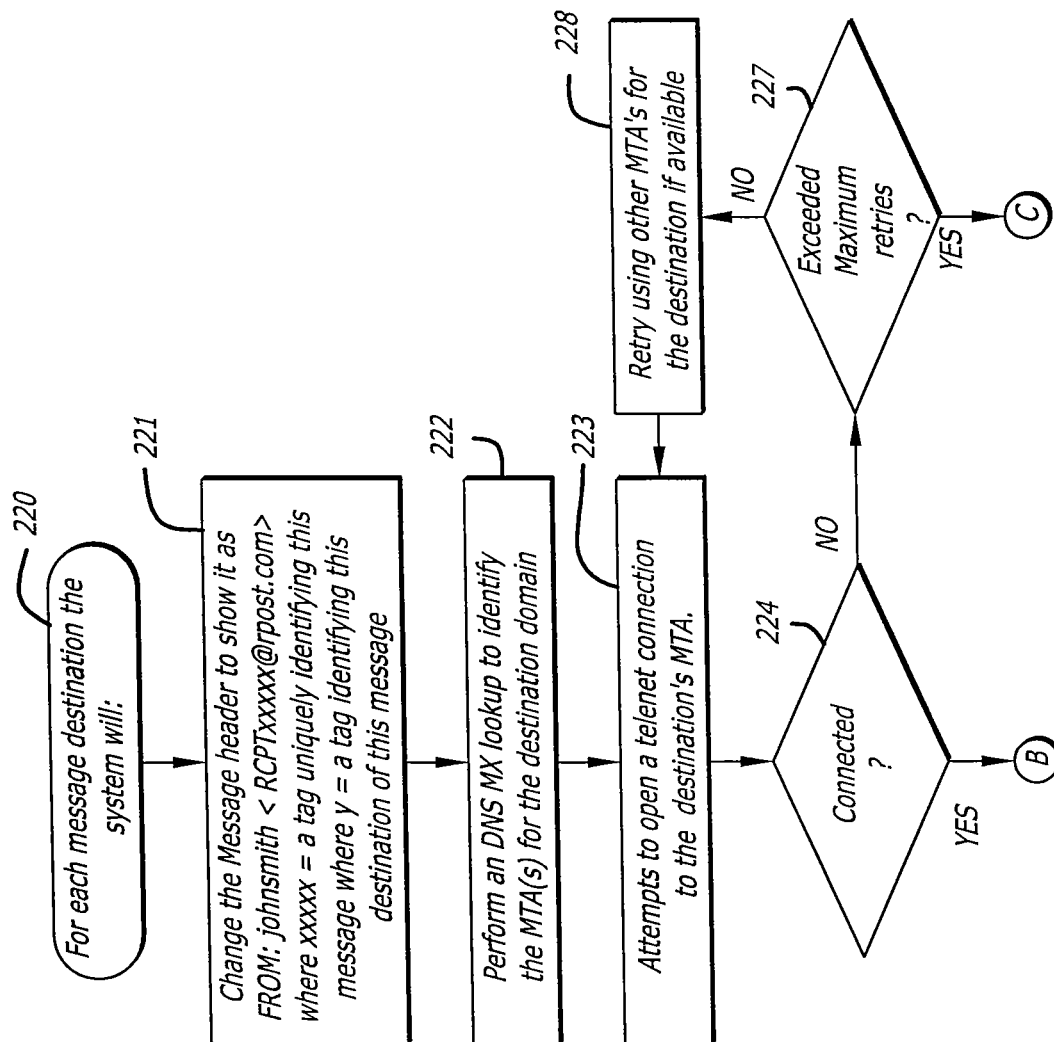 220
For each message destination the
system will:
221
Change the Message header to show it as
FROM: johnsmith < RCPTxxxxx@rpost.com>
where xxxxx = a tag uniquely identifying this
message where y = a tag identifying this
destination of this message
222
Perform an DNS MX lookup to identify
the MTA(s) for the destination domain
223
Attempts to open a telenet connection
to the destination's MTA.
224
Connected
?
NO
YES
B
228
Retry using other MTA's for
the destination if available
NO
227
Exceeded
Maximum
retries
?
YES
C